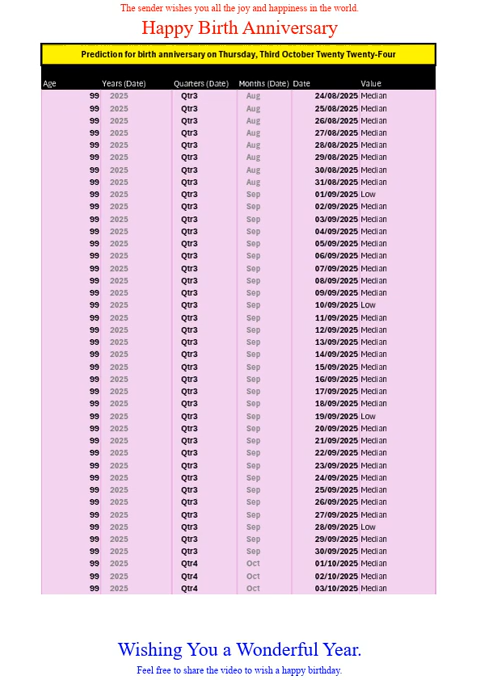 The sender wishes you all the joy and happiness in the world.
Happy Birth Anniversary
Prediction for birth anniversary on Thursday, Third October Twenty Twenty-Four
Age Years (Date) Quarters (Date) Months (Date) Date Value
99 2025 Qtr3 Aug 24/08/2025 Median
99 2025 Qtr3 Aug 25/08/2025 Median
99 2025 Qtr3 Aug 26/08/2025 Median
99 2025 Qtr3 Aug 27/08/2025 Median
99 2025 Qtr3 Aug 28/08/2025 Median
99 2025 Qtr3 Aug 29/08/2025 Median
99 2025 Qtr3 Aug 30/08/2025 Median
99 2025 Qtr3 Aug 31/08/2025 Median
99 2025 Qtr3 Sep 01/09/2025 Low
99 2025 Qtr3 Sep 02/09/2025 Median
99 2025 Qtr3 Sep 03/09/2025 Median
99 2025 Qtr3 Sep 04/09/2025 Median
99 2025 Qtr3 Sep 05/09/2025 Median
99 2025 Qtr3 Sep 06/09/2025 Median
99 2025 Qtr3 Sep 07/09/2025 Median
99 2025 Qtr3 Sep 08/09/2025 Median
99 2025 Qtr3 Sep 09/09/2025 Median
99 2025 Qtr3 Sep 10/09/2025 Low
99 2025 Qtr3 Sep 11/09/2025 Median
99 2025 Qtr3 Sep 12/09/2025 Median
99 2025 Qtr3 Sep 13/09/2025 Median
99 2025 Qtr3 Sep 14/09/2025 Median
99 2025 Qtr3 Sep 15/09/2025 Median
99 2025 Qtr3 Sep 16/09/2025 Median
99 2025 Qtr3 Sep 17/09/2025 Median
99 2025 Qtr3 Sep 18/09/2025 Median
99 2025 Qtr3 Sep 19/09/2025 Low
99 2025 Qtr3 Sep 20/09/2025 Median
99 2025 Qtr3 Sep 21/09/2025 Median
99 2025 Qtr3 Sep 22/09/2025 Median
99 2025 Qtr3 Sep 23/09/2025 Median
99 2025 Qtr3 Sep 24/09/2025 Median
99 2025 Qtr3 Sep 25/09/2025 Median
99 2025 Qtr3 Sep 26/09/2025 Median
99 2025 Qtr3 Sep 27/09/2025 Median
99 2025 Qtr3 Sep 28/09/2025 Low
99 2025 Qtr3 Sep 29/09/2025 Median
99 2025 Qtr3 Sep 30/09/2025 Median
99 2025 Qtr4 Oct 01/10/2025 Median
99 2025 Qtr4 Oct 02/10/2025 Median
99 2025 Qtr4 Oct 03/10/2025 Median
Wishing You a Wonderful Year.
Feel free to share the video to wish a happy birthday.